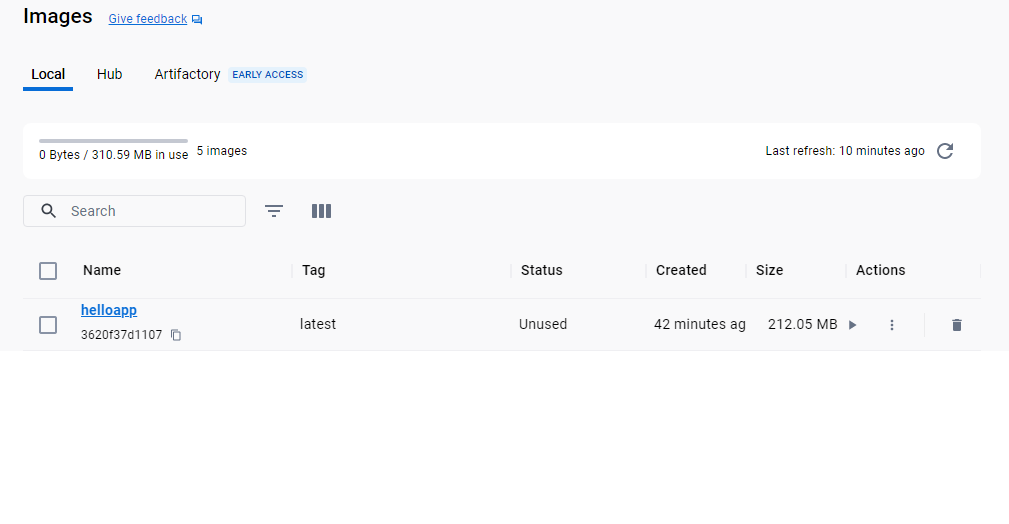 Images Give feedback
Local Hub Artifactory EARLY ACCESS
0 Bytes / 310.59 MB in use 5 images Last refresh: 10 minutes ago
Search
Name Tag Status Created Size Actions
helloapp
3620f37d1107 latest Unused 42 minutes ag 212.05 MB